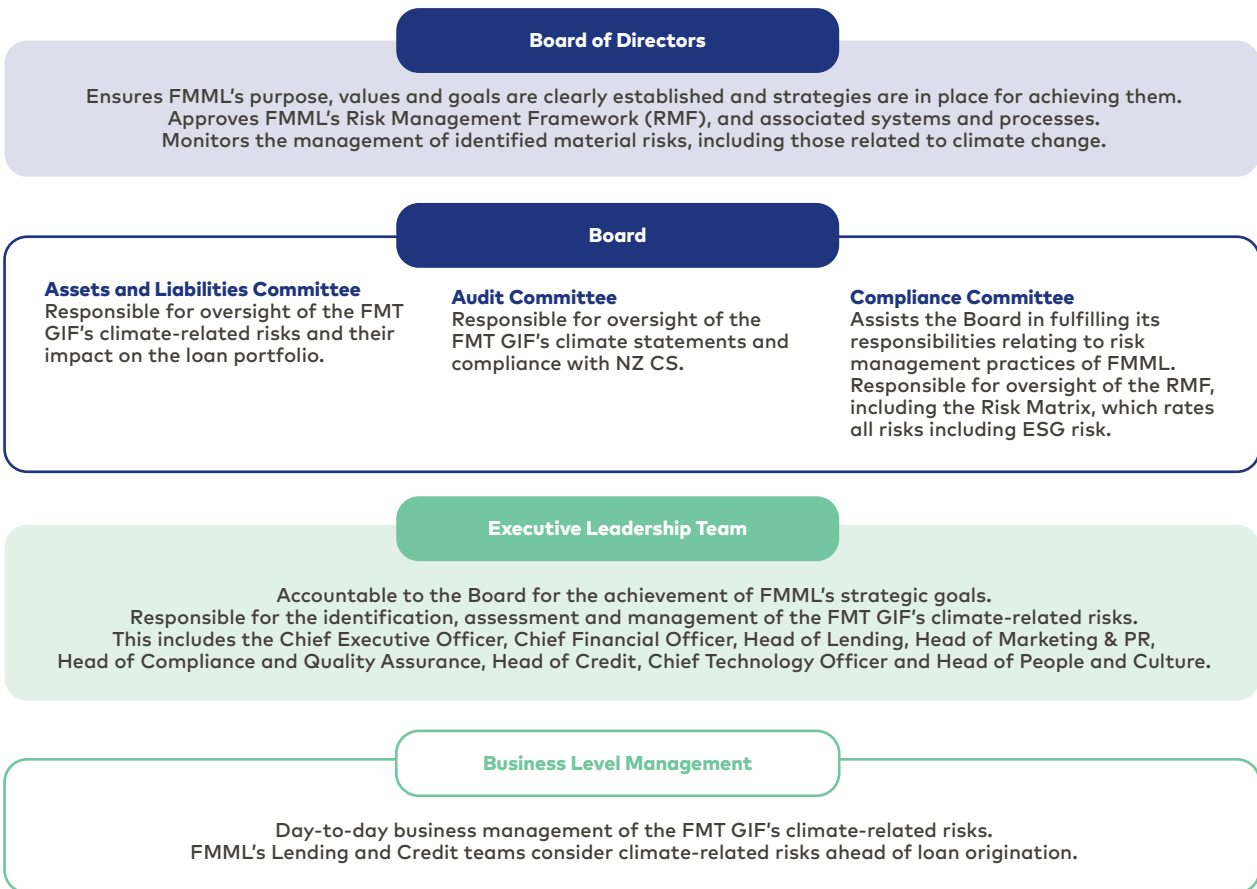 Board of Directors
Ensures FMML's purpose, values and goals are clearly established and strategies are in place for achieving them.
Approves FMML's Risk Management Framework (RMF), and associated systems and processes.
Monitors the management of identified material risks, including those related to climate change.
Board
Assets and Liabilities Committee
Responsible for oversight of the FMT
GIF's climate-related risks and their
impact on the loan portfolio.
Audit Committee
Responsible for oversight of the
FMT GIF's climate statements and
compliance with NZ CS.
Compliance Committee
Assists the Board in fulfilling its
responsibilities relating to risk
management practices of FMML.
Responsible for oversight of the RMF,
including the Risk Matrix, which rates
all risks including ESG risk.
Executive Leadership Team
Accountable to the Board for the achievement of FMML's strategic goals.
Responsible for the identification, assessment and management of the FMT GIF's climate-related risks.
This includes the Chief Executive Officer, Chief Financial Officer, Head of Lending, Head of Marketing & PR,
Head of Compliance and Quality Assurance, Head of Credit, Chief Technology Officer and Head of People and Culture.
Business Level Management
Day-to-day business management of the FMT GIF's climate-related risks.
FMML's Lending and Credit teams consider climate-related risks ahead of loan origination.